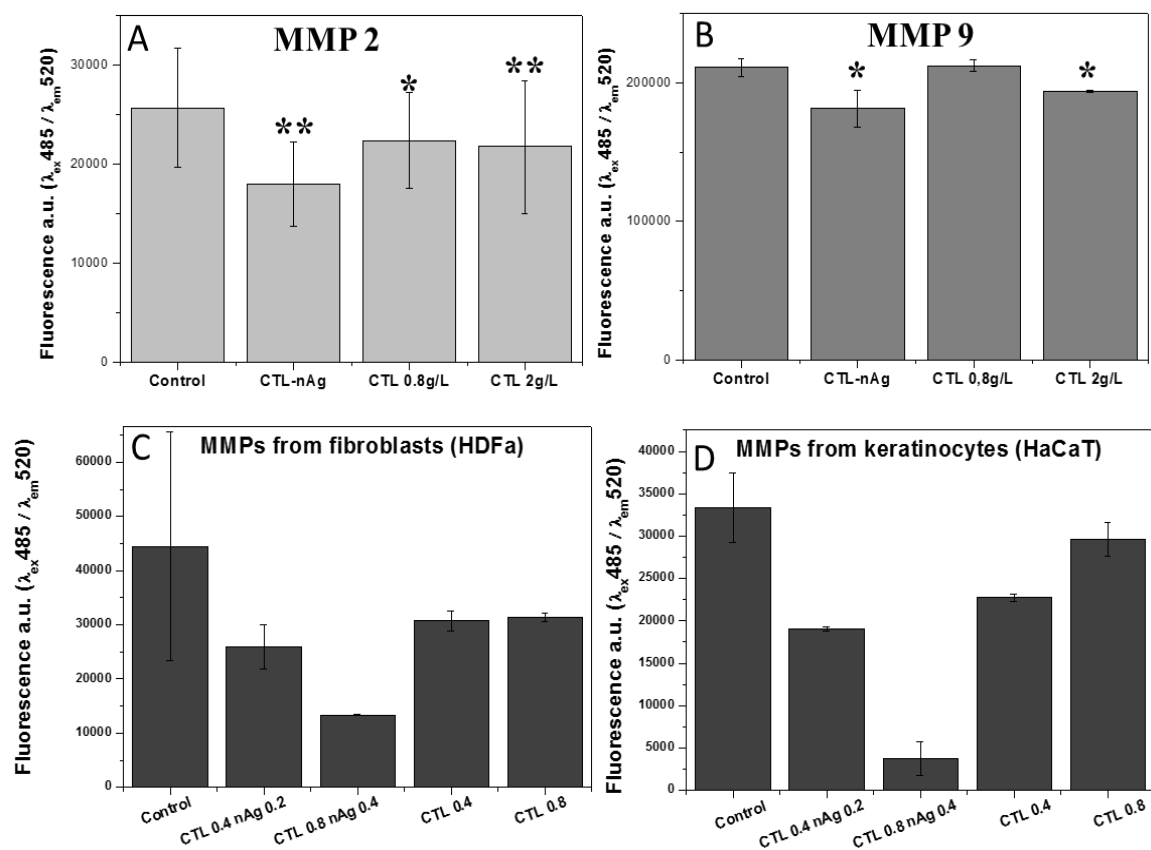 A
MMP 2
Fluorescence a.u. (λex485 / λem520)
30000
20000
10000
0
**
*
**
Control
CTL-nAg
CTL 0.8g/L
CTL 2g/L
B
MMP 9
Fluorescence a.u. (λex485 / λem520)
200000
100000
0
*
*
Control
CTL-nAg
CTL 0,8g/L
CTL 2g/L
C
MMPs from fibroblasts (HDFa)
Fluorescence a.u. (λex485 / λem520)
60000
50000
40000
30000
20000
10000
0
Control
CTL 0.4 nAg 0.2
CTL 0.8 nAg 0.4
CTL 0.4
CTL 0.8
D
MMPs from keratinocytes (HaCaT)
Fluorescence a.u. (λex485 / λem520)
40000
35000
30000
25000
20000
15000
10000
5000
0
Control
CTL 0.4 nAg 0.2
CTL 0.8 nAg 0.4
CTL 0.4
CTL 0.8